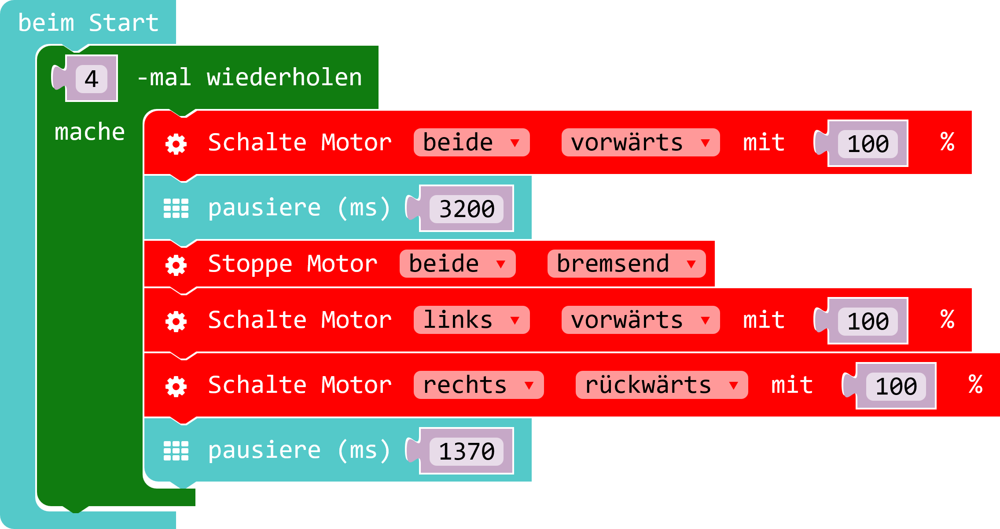 beim Start
4 -mal wiederholen
mache
Schalte Motor beide vorwärts mit 100 %
pausiere (ms) 3200
Stoppe Motor beide bremsend
Schalte Motor links vorwärts mit 100 %
Schalte Motor rechts rückwärts mit 100 %
pausiere (ms) 1370